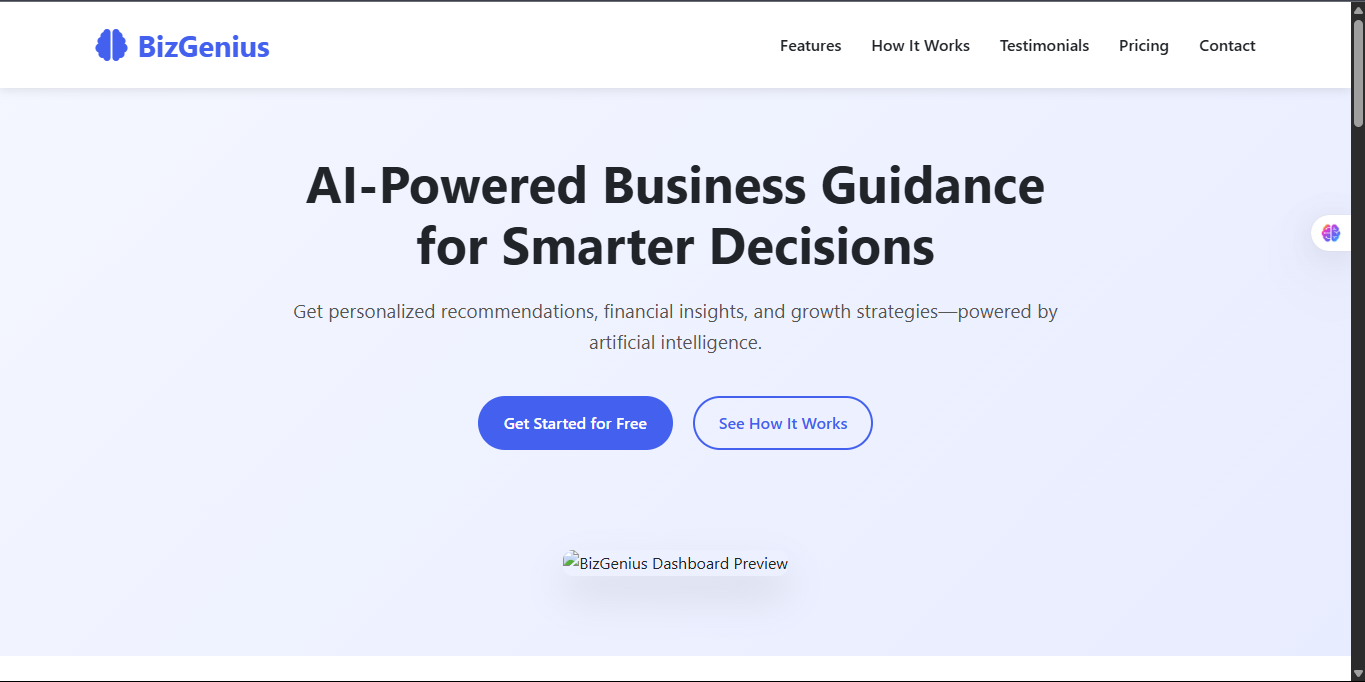 BizGenius
Features
How It Works
Testimonials
Pricing
Contact
AI-Powered Business Guidance
for Smarter Decisions
Get personalized recommendations, financial insights, and growth strategies—powered by
artificial intelligence.
Get Started for Free
See How It Works
BizGenius Dashboard Preview